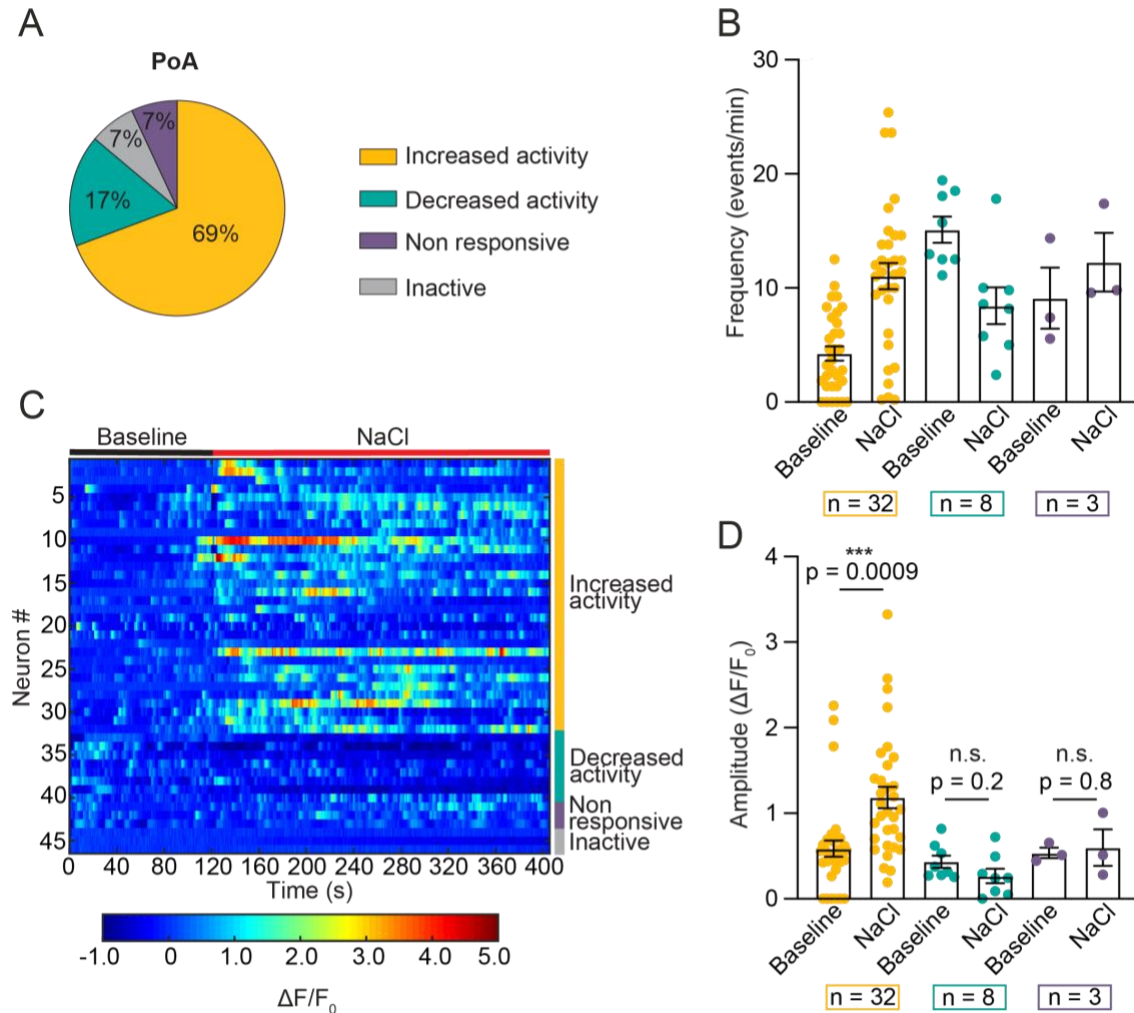 A
PoA
7%
7%
17%
69%
Increased activity
Decreased activity
Non responsive
Inactive
B
Frequency (events/min)
30
20
10
0
Baseline
NaCl
Baseline
NaCl
Baseline
NaCl
n = 32
n = 8
n = 3
C
Baseline
NaCl
Neuron #
5
10
15
20
25
30
35
40
45
Increased
activity
Decreased
activity
Non
responsive
Inactive
0 40 80 120 160 200 240 280 320 360 400
Time (s)
-1.0 0 1.0 2.0 3.0 4.0 5.0
ΔF/F₀
D
Amplitude (ΔF/F₀)
4
3
2
1
0
***
p = 0.0009
n.s.
p = 0.2
n.s.
p = 0.8
Baseline
NaCl
Baseline
NaCl
Baseline
NaCl
n = 32
n = 8
n = 3